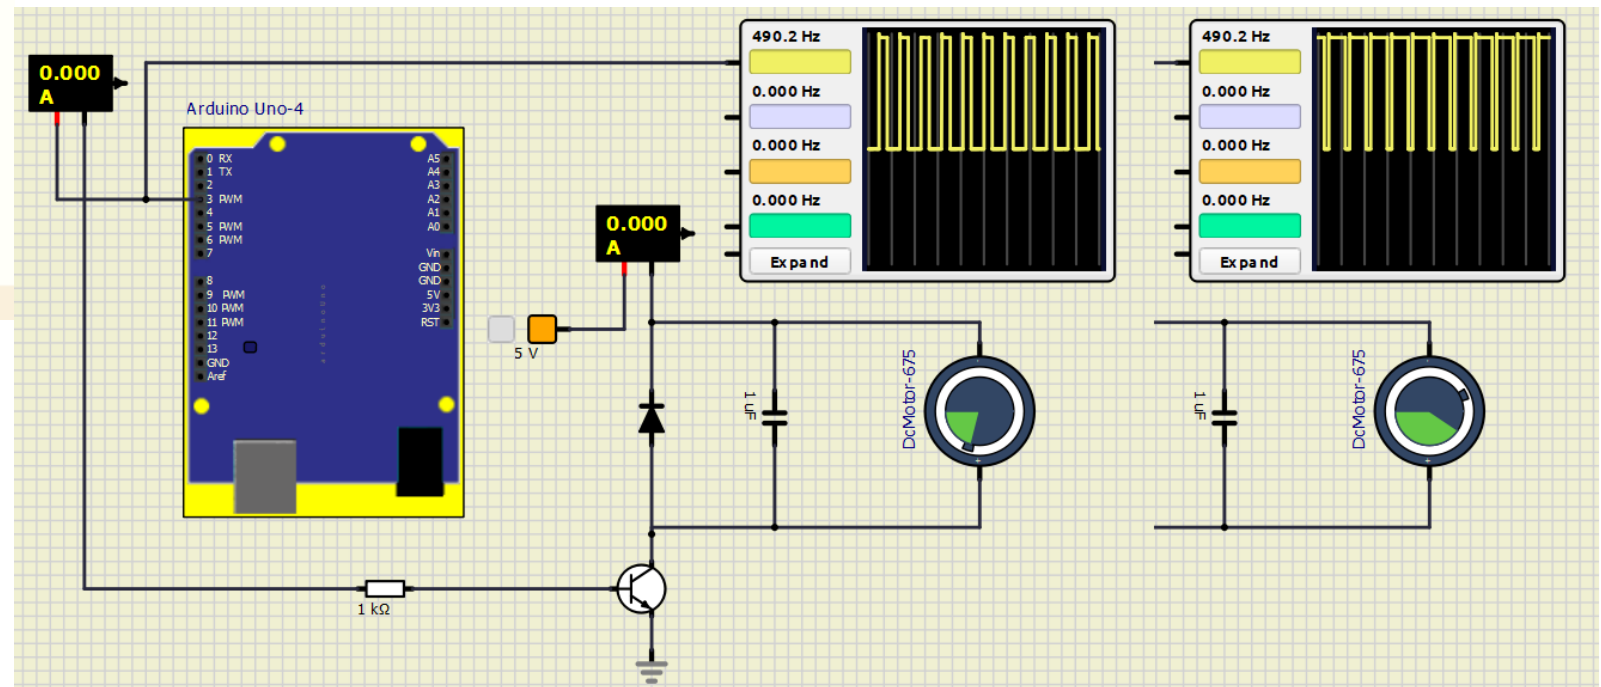 0.000
A
Arduino Uno-4
0 RX
1 TX
2
3 PWM
4
5 PWM
6 PWM
7
8
9 PWM
10 PWM
11 PWM
12
13
GND
Aref
A5
A4
A3
A2
A1
A0
Vin
GND
GND
5V
3V3
RST
arduinouno
0.000
A
5 V
1 kΩ
1 uF
DcMotor-675
490.2 Hz
0.000 Hz
0.000 Hz
0.000 Hz
Expand
490.2 Hz
0.000 Hz
0.000 Hz
0.000 Hz
Expand
1 uF
DcMotor-675